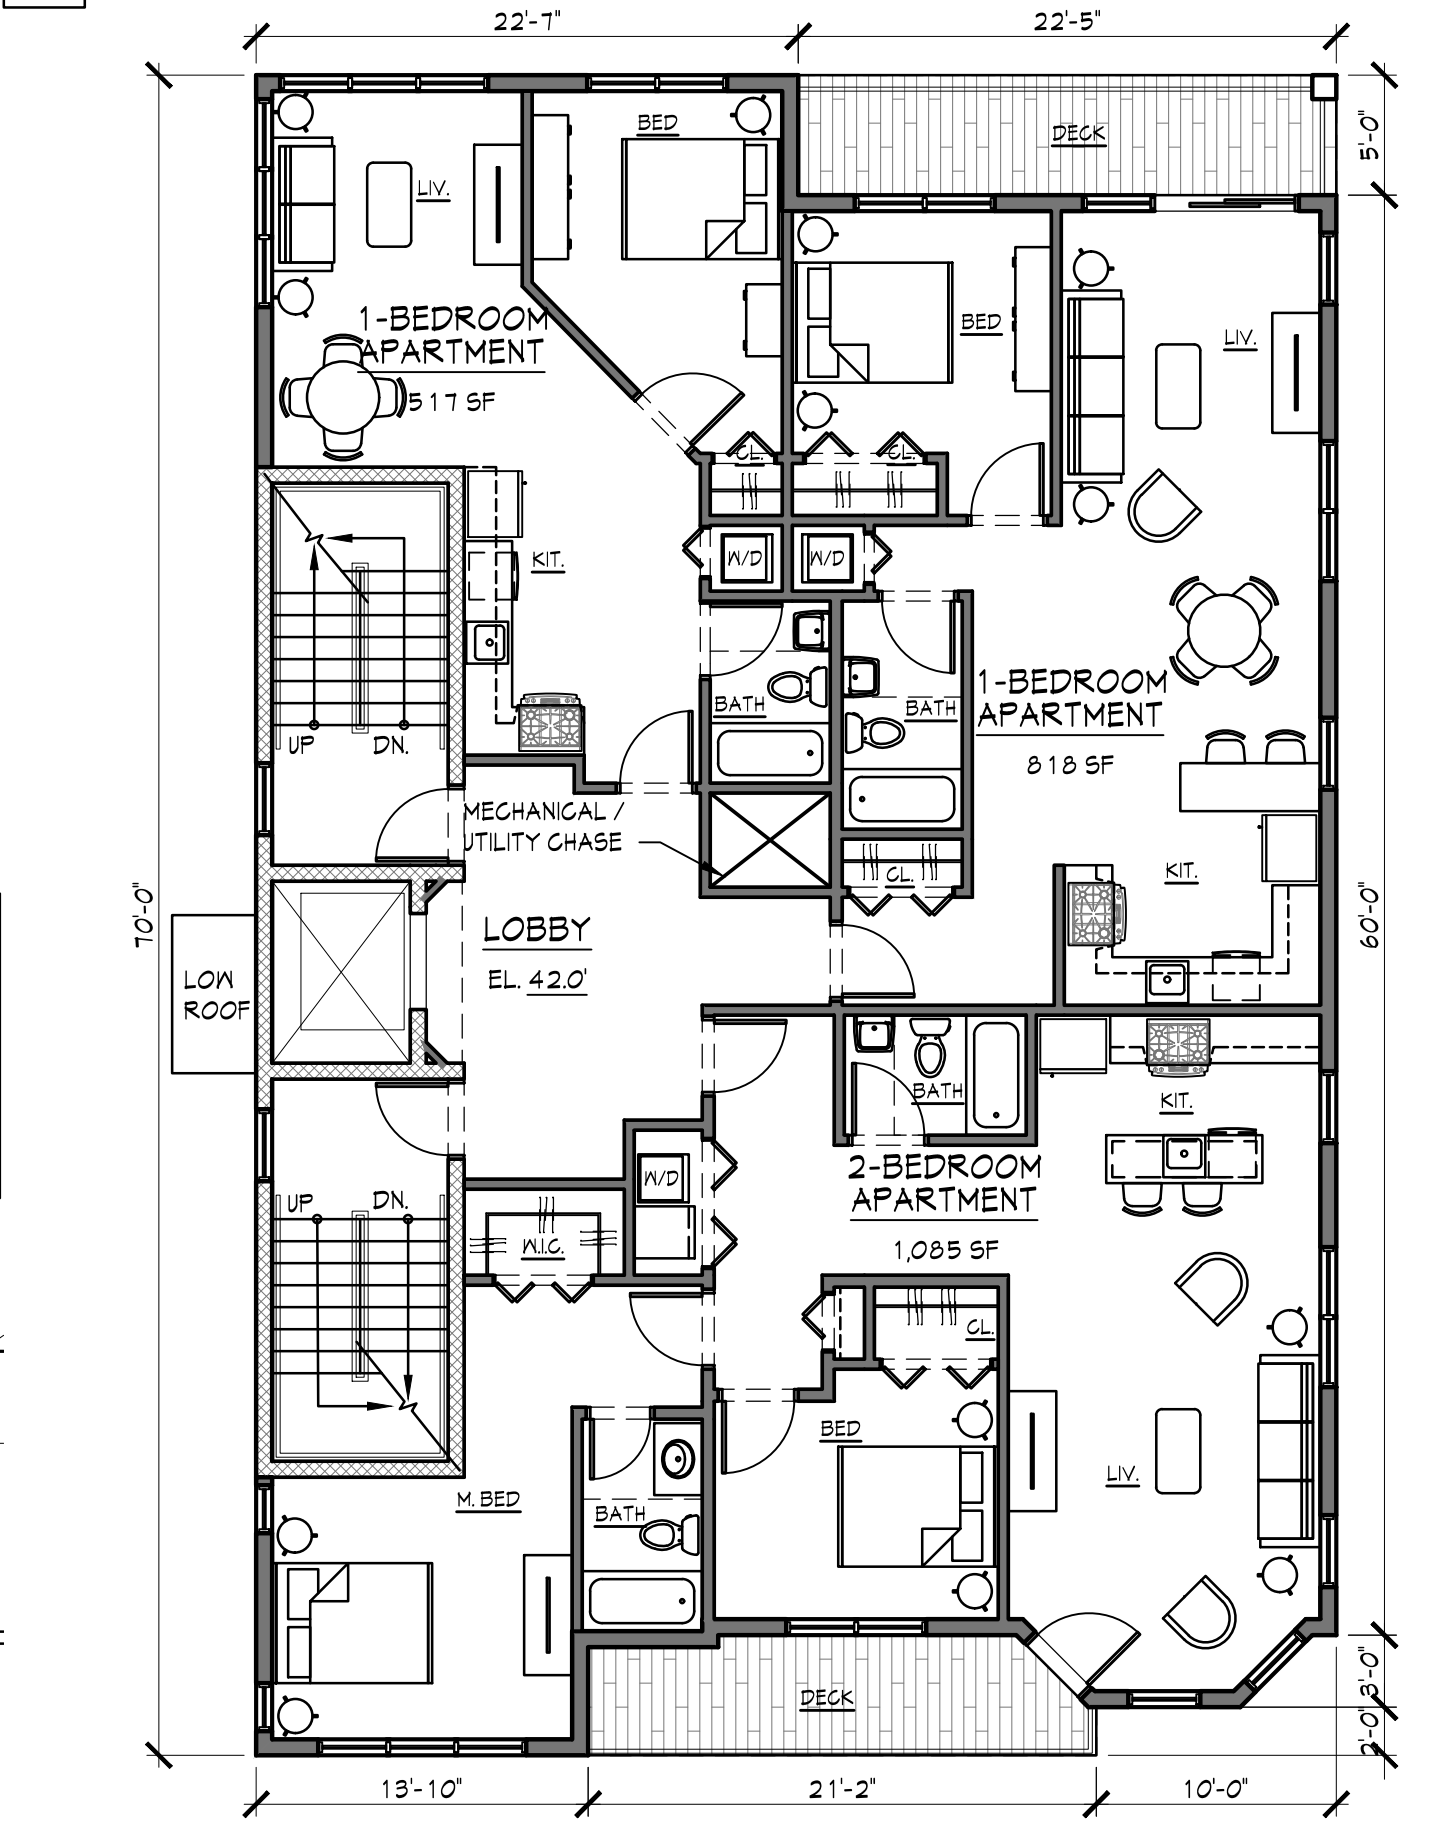 22'-7"
22'-5"
BED
DECK
5'-0"
LIV.
1-BEDROOM
APARTMENT
517 SF
BED
LIV.
CL.
CL.
KIT.
W/D
W/D
1-BEDROOM
APARTMENT
818 SF
BATH
BATH
UP
DN.
MECHANICAL /
UTILITY CHASE
KIT.
CL.
70'-0"
60'-0"
LOBBY
EL. 42.0'
LOW
ROOF
BATH
KIT.
2-BEDROOM
APARTMENT
1,085 SF
W/D
UP
DN.
W.I.C.
CL.
BED
LIV.
M. BED
BATH
DECK
3'-0"
2'-0"
13'-10"
21'-2"
10'-0"